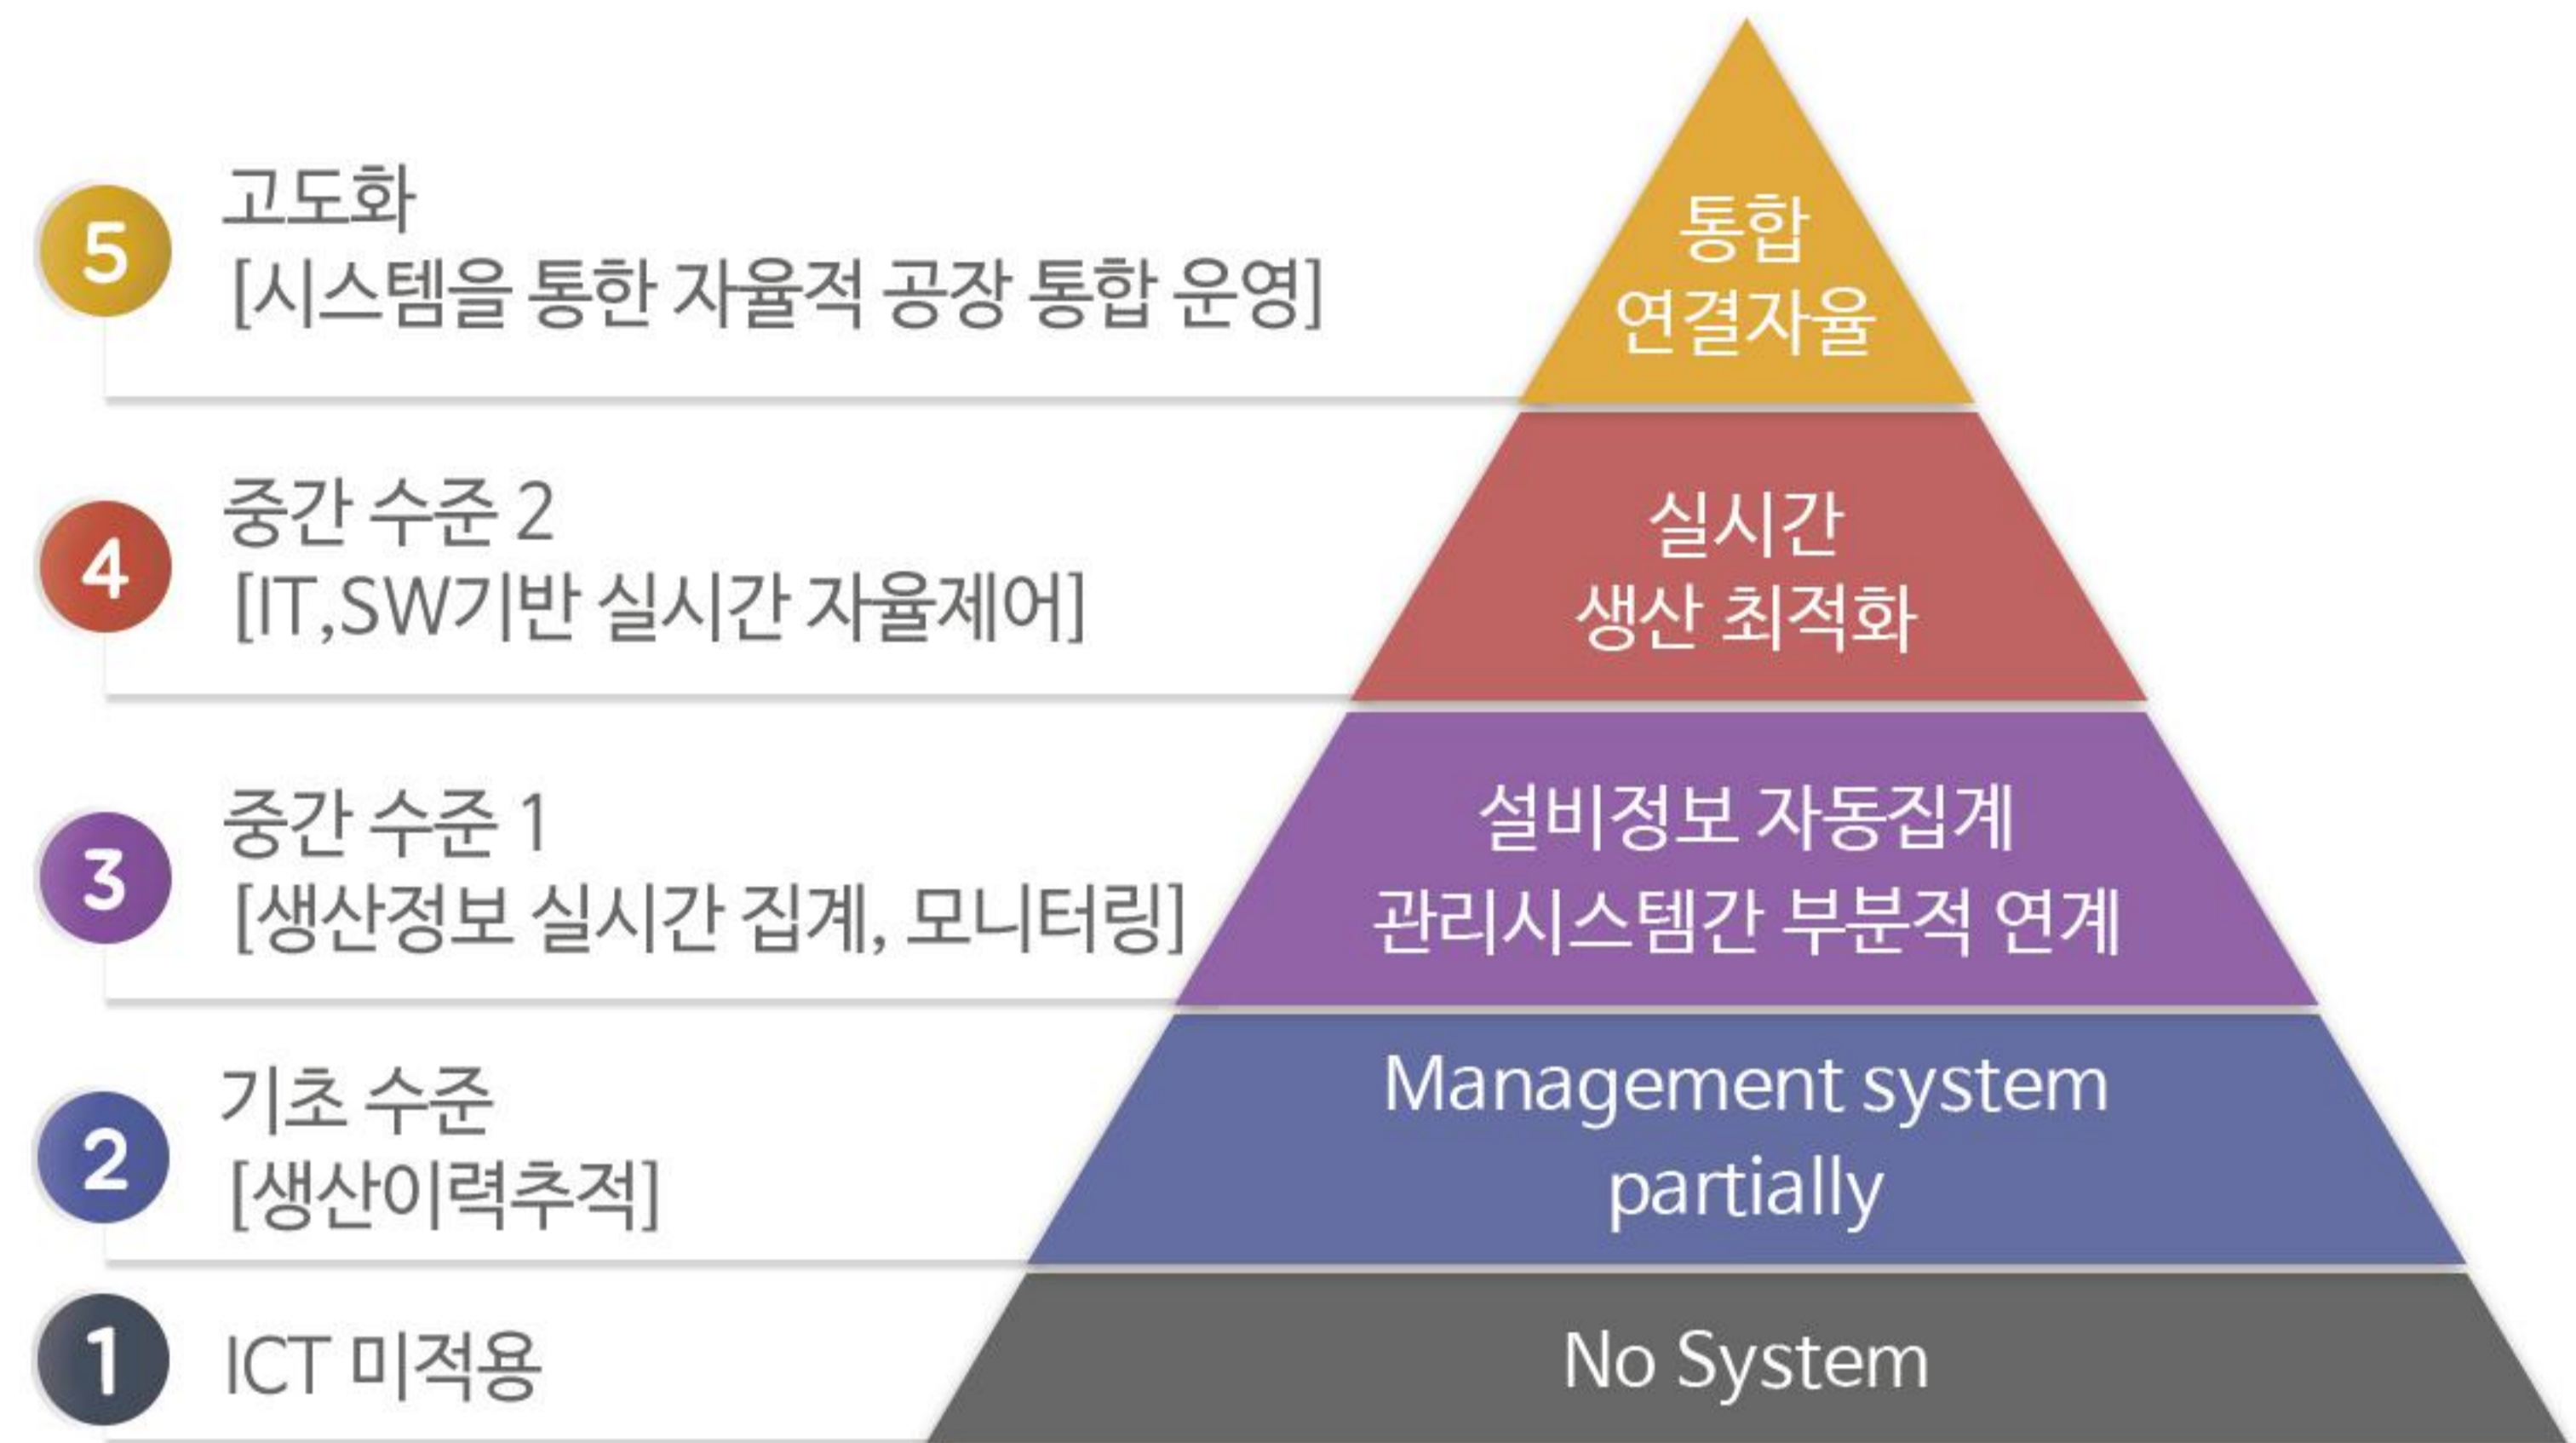 5
고도화
[시스템을 통한 자율적 공장 통합 운영]
통합
연결자율
4
중간 수준 2
[IT,SW기반 실시간 자율제어]
실시간
생산 최적화
3
중간 수준 1
[생산정보 실시간 집계, 모니터링]
설비정보 자동집계
관리시스템간 부분적 연계
2
기초 수준
[생산이력추적]
Management system
partially
1
ICT 미적용
No System